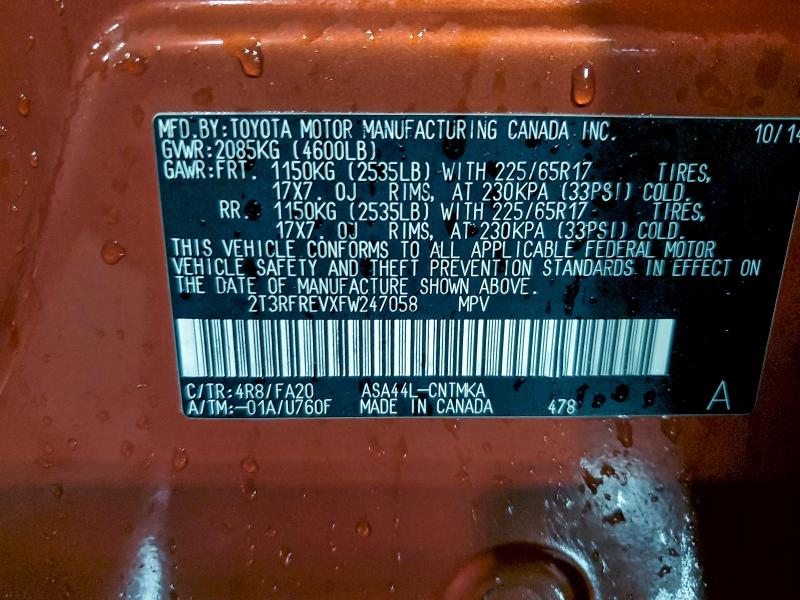 MFD.BY:TOYOTA MOTOR MANUFACTURING CANADA INC. 10/14
GVWR:2085KG (4600LB)
GAWR:FRT. 1150KG (2535LB) WITH 225/65R17 TIRES,
17X7.0J RIMS, AT 230KPA (33PSI) COLD.
RR. 1150KG (2535LB) WITH 225/65R17 TIRES,
17X7.0J RIMS, AT 230KPA (33PSI) COLD.
THIS VEHICLE CONFORMS TO ALL APPLICABLE FEDERAL MOTOR
VEHICLE SAFETY AND THEFT PREVENTION STANDARDS IN EFFECT ON
THE DATE OF MANUFACTURE SHOWN ABOVE.
2T3RFREVXFW247058 MPV
C/TR:4R8/FA20 ASA44L-CNTMKA
A/TM:-01A/U760F MADE IN CANADA 478 A